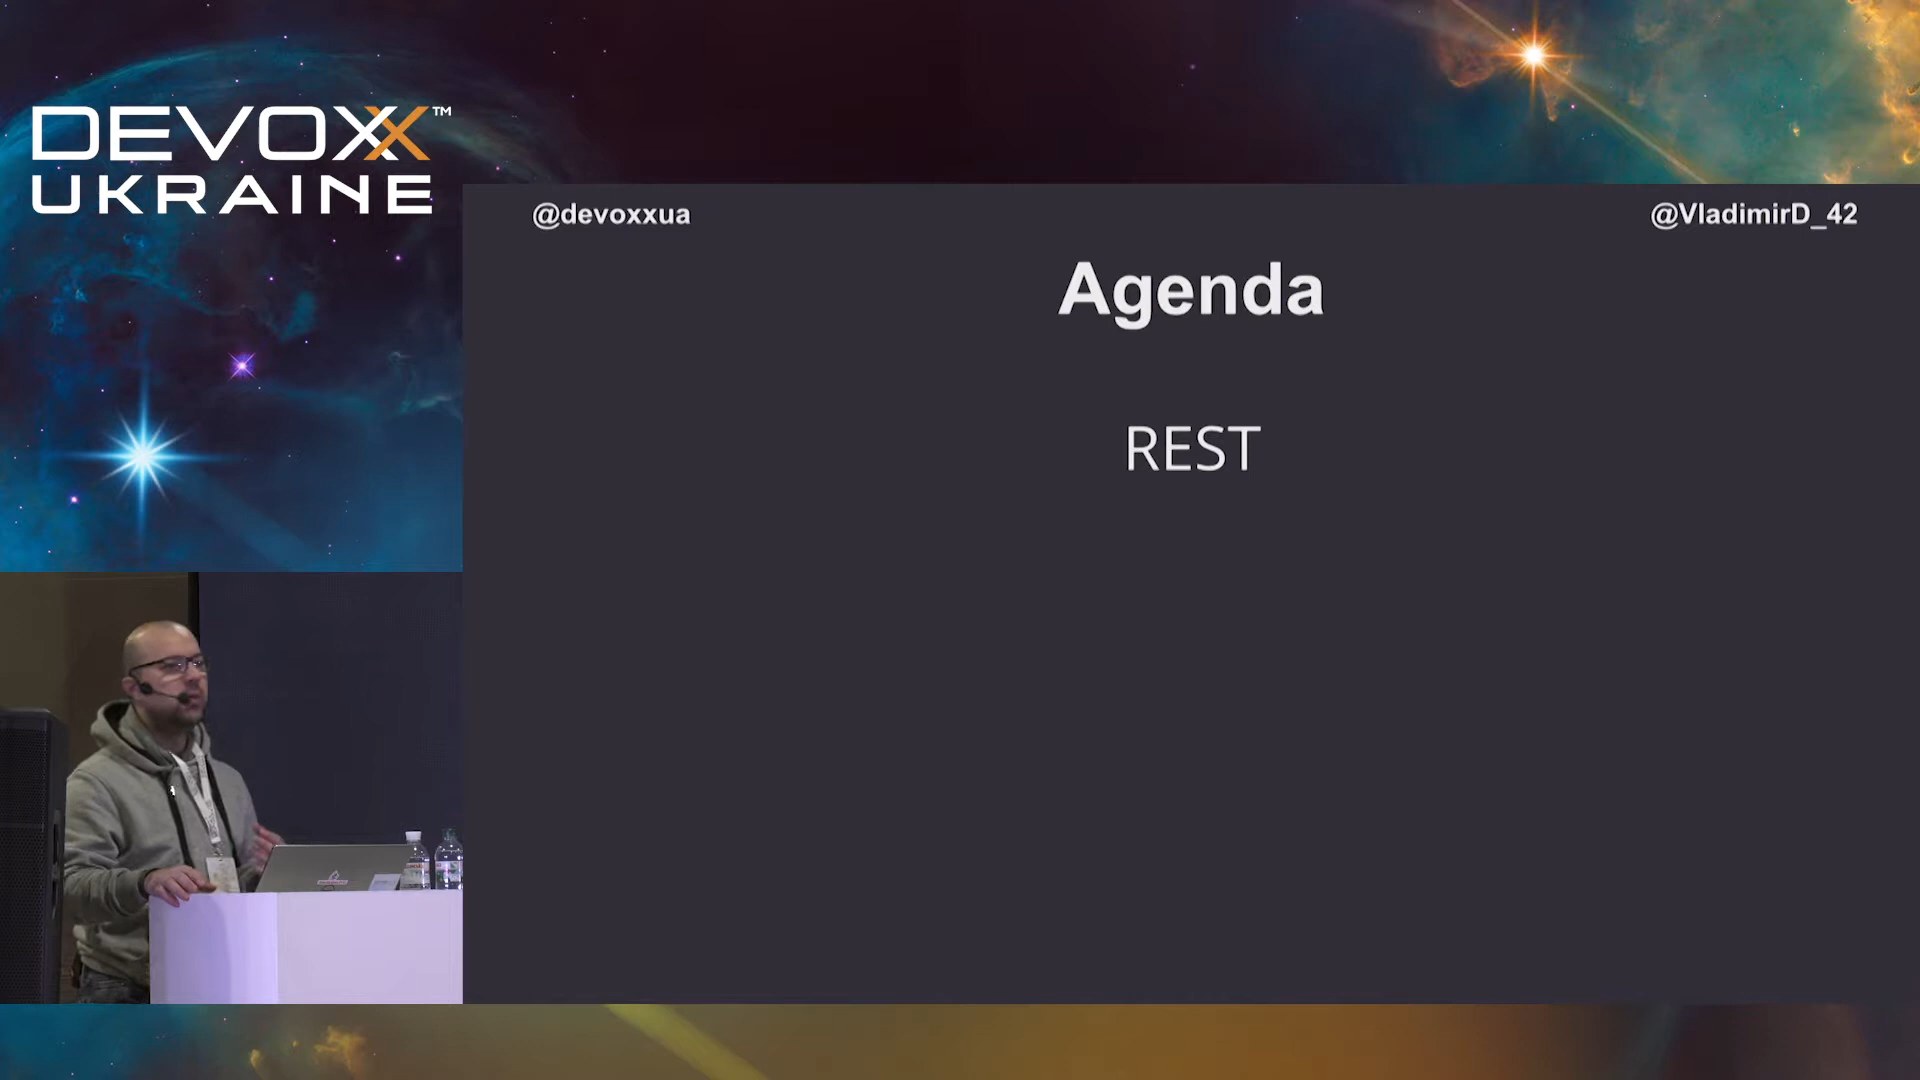 DEVOXX™
UKRAINE
@devoxxua
@VladimirD_42
Agenda
REST